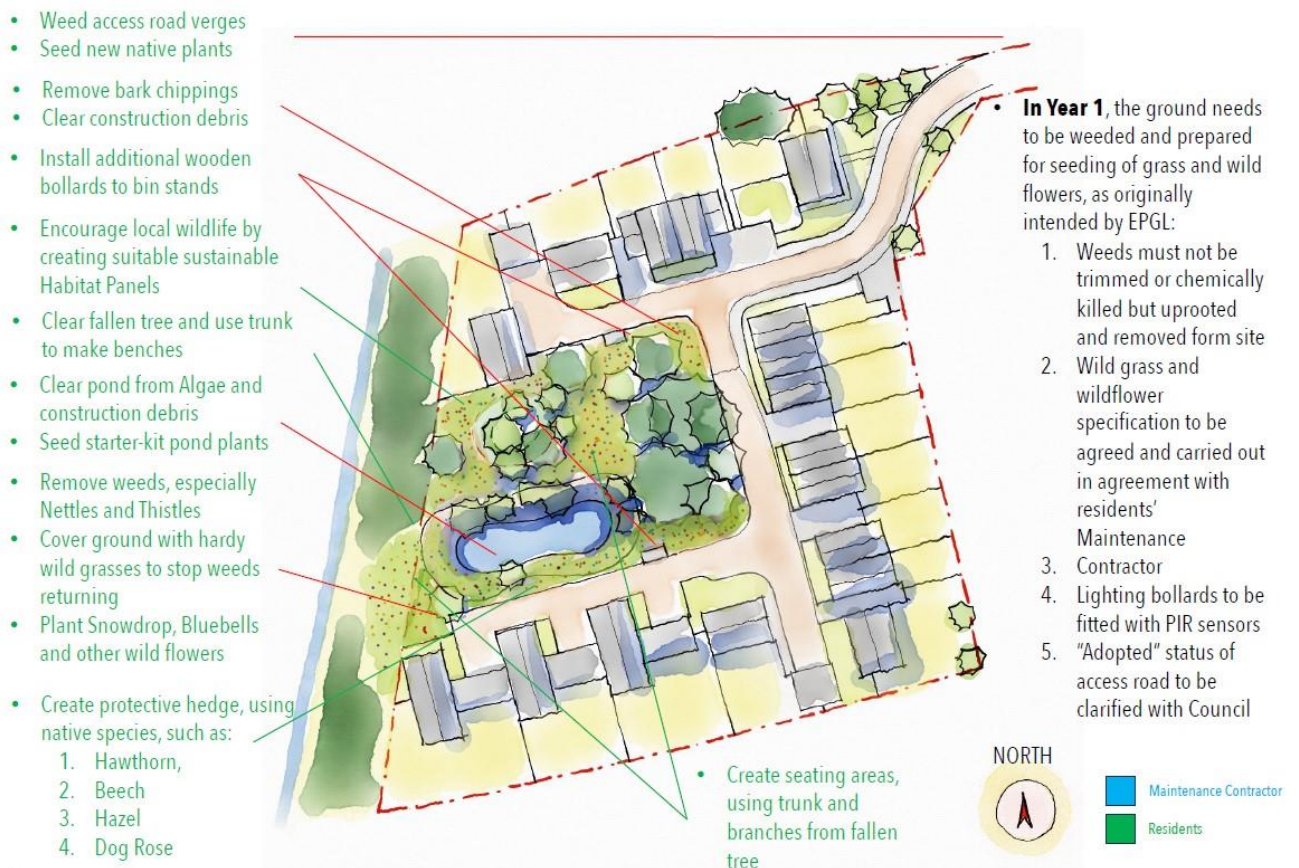 • Weed access road verges
• Seed new native plants
• Remove bark chippings
• Clear construction debris
• Install additional wooden
bollards to bin stands
• Encourage local wildlife by
creating suitable sustainable
Habitat Panels
• Clear fallen tree and use trunk
to make benches
• Clear pond from Algae and
construction debris
• Seed starter-kit pond plants
• Remove weeds, especially
Nettles and Thistles
• Cover ground with hardy
wild grasses to stop weeds
returning
• Plant Snowdrop, Bluebells
and other wild flowers
• Create protective hedge, using
native species, such as:
1. Hawthorn,
2. Beech
3. Hazel
4. Dog Rose
• Create seating areas,
using trunk and
branches from fallen
tree
• In Year 1, the ground needs
to be weeded and prepared
for seeding of grass and wild
flowers, as originally
intended by EPGL:
1. Weeds must not be
trimmed or chemically
killed but uprooted
and removed form site
2. Wild grass and
wildflower
specification to be
agreed and carried out
in agreement with
residents'
Maintenance
3. Contractor
4. Lighting bollards to be
fitted with PIR sensors
5. "Adopted" status of
access road to be
clarified with Council
NORTH
Maintenance Contractor
Residents